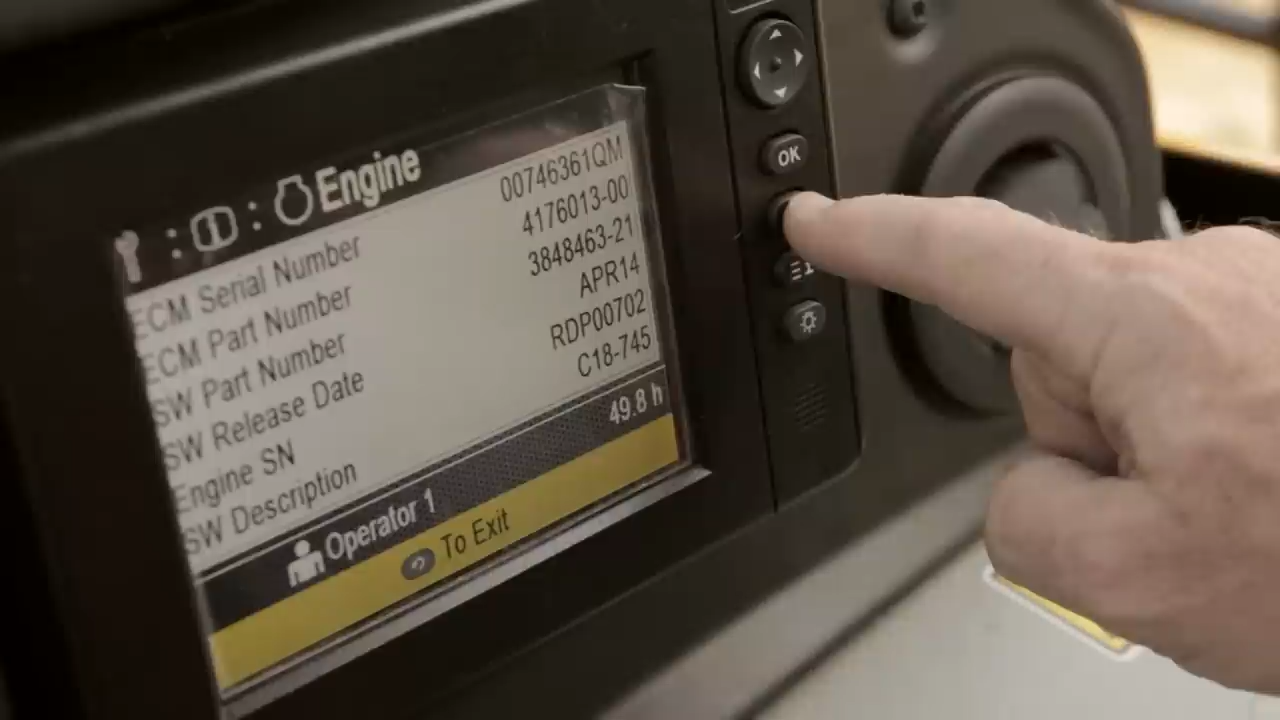 : : Engine
ECM Serial Number 00746361QM
ECM Part Number 4176013-00
SW Part Number 3848463-21
SW Release Date APR14
Engine SN RDP00702
SW Description C18-745
Operator 1 49.8 h
To Exit
OK